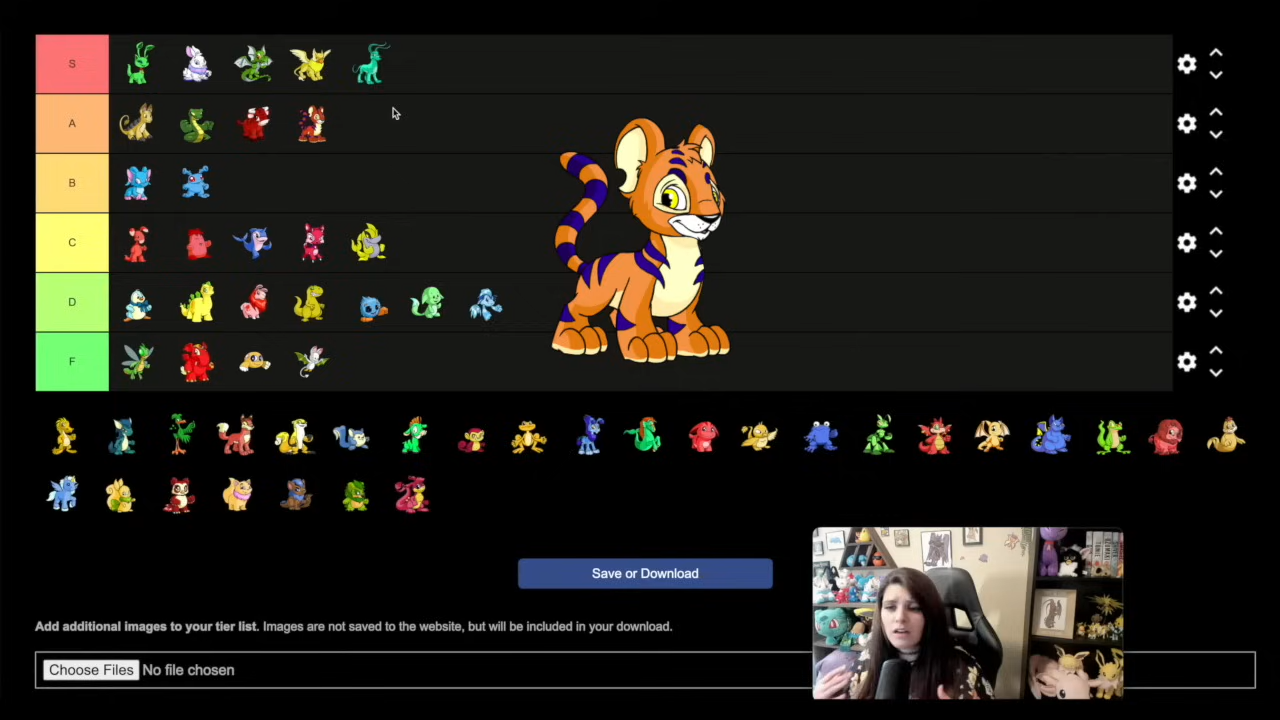 S
A
B
C
D
F
Save or Download
Add additional images to your tier list. Images are not saved to the website, but will be included in your download.
Choose Files No file chosen